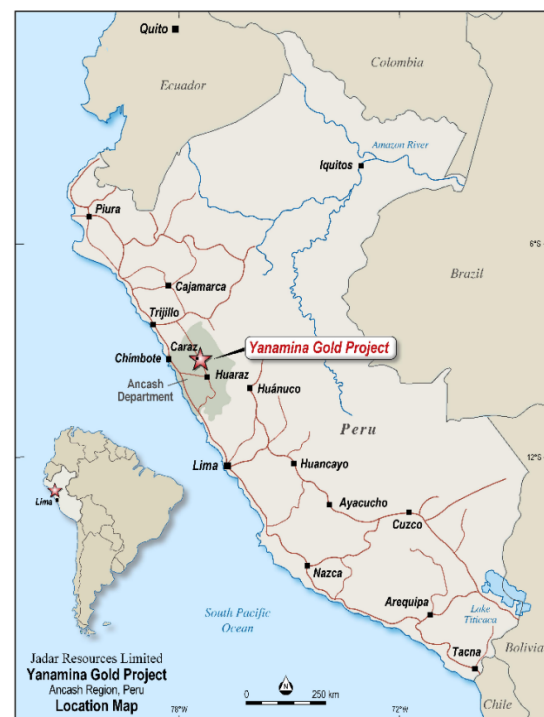 Quito
Colombia
Ecuador
Amazon River
Iquitos
Piura
6°S
Brazil
Cajamarca
Trijillo
Caraz
Yanamina Gold Project
Chimbote
Huaraz
Ancash
Department
Huánuco
Peru
Lima
Huancayo
12°S
Ayacucho
Cuzco
Lima
Nazca
Arequipa
South Pacific
Ocean
Lake
Titicaca
Bolivia
Tacna
Jadar Resources Limited
Yanamina Gold Project
Ancash Region, Peru
Location Map
78°W
N
0
250 km
72°W
Chile